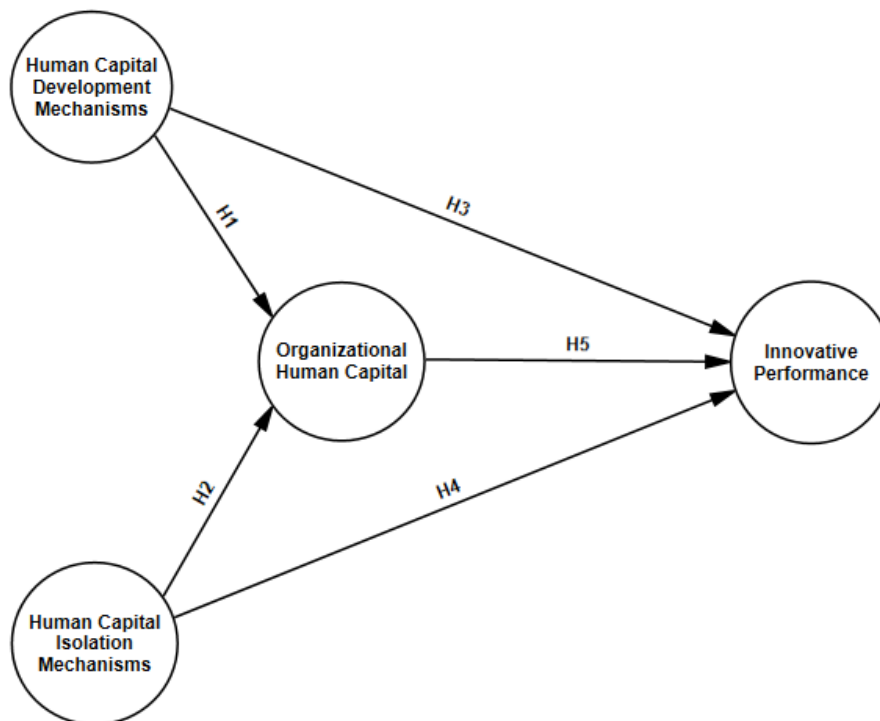 Human Capital
Development
Mechanisms
H1
H3
Organizational
Human Capital
H5
Innovative
Performance
H2
H4
Human Capital
Isolation
Mechanisms